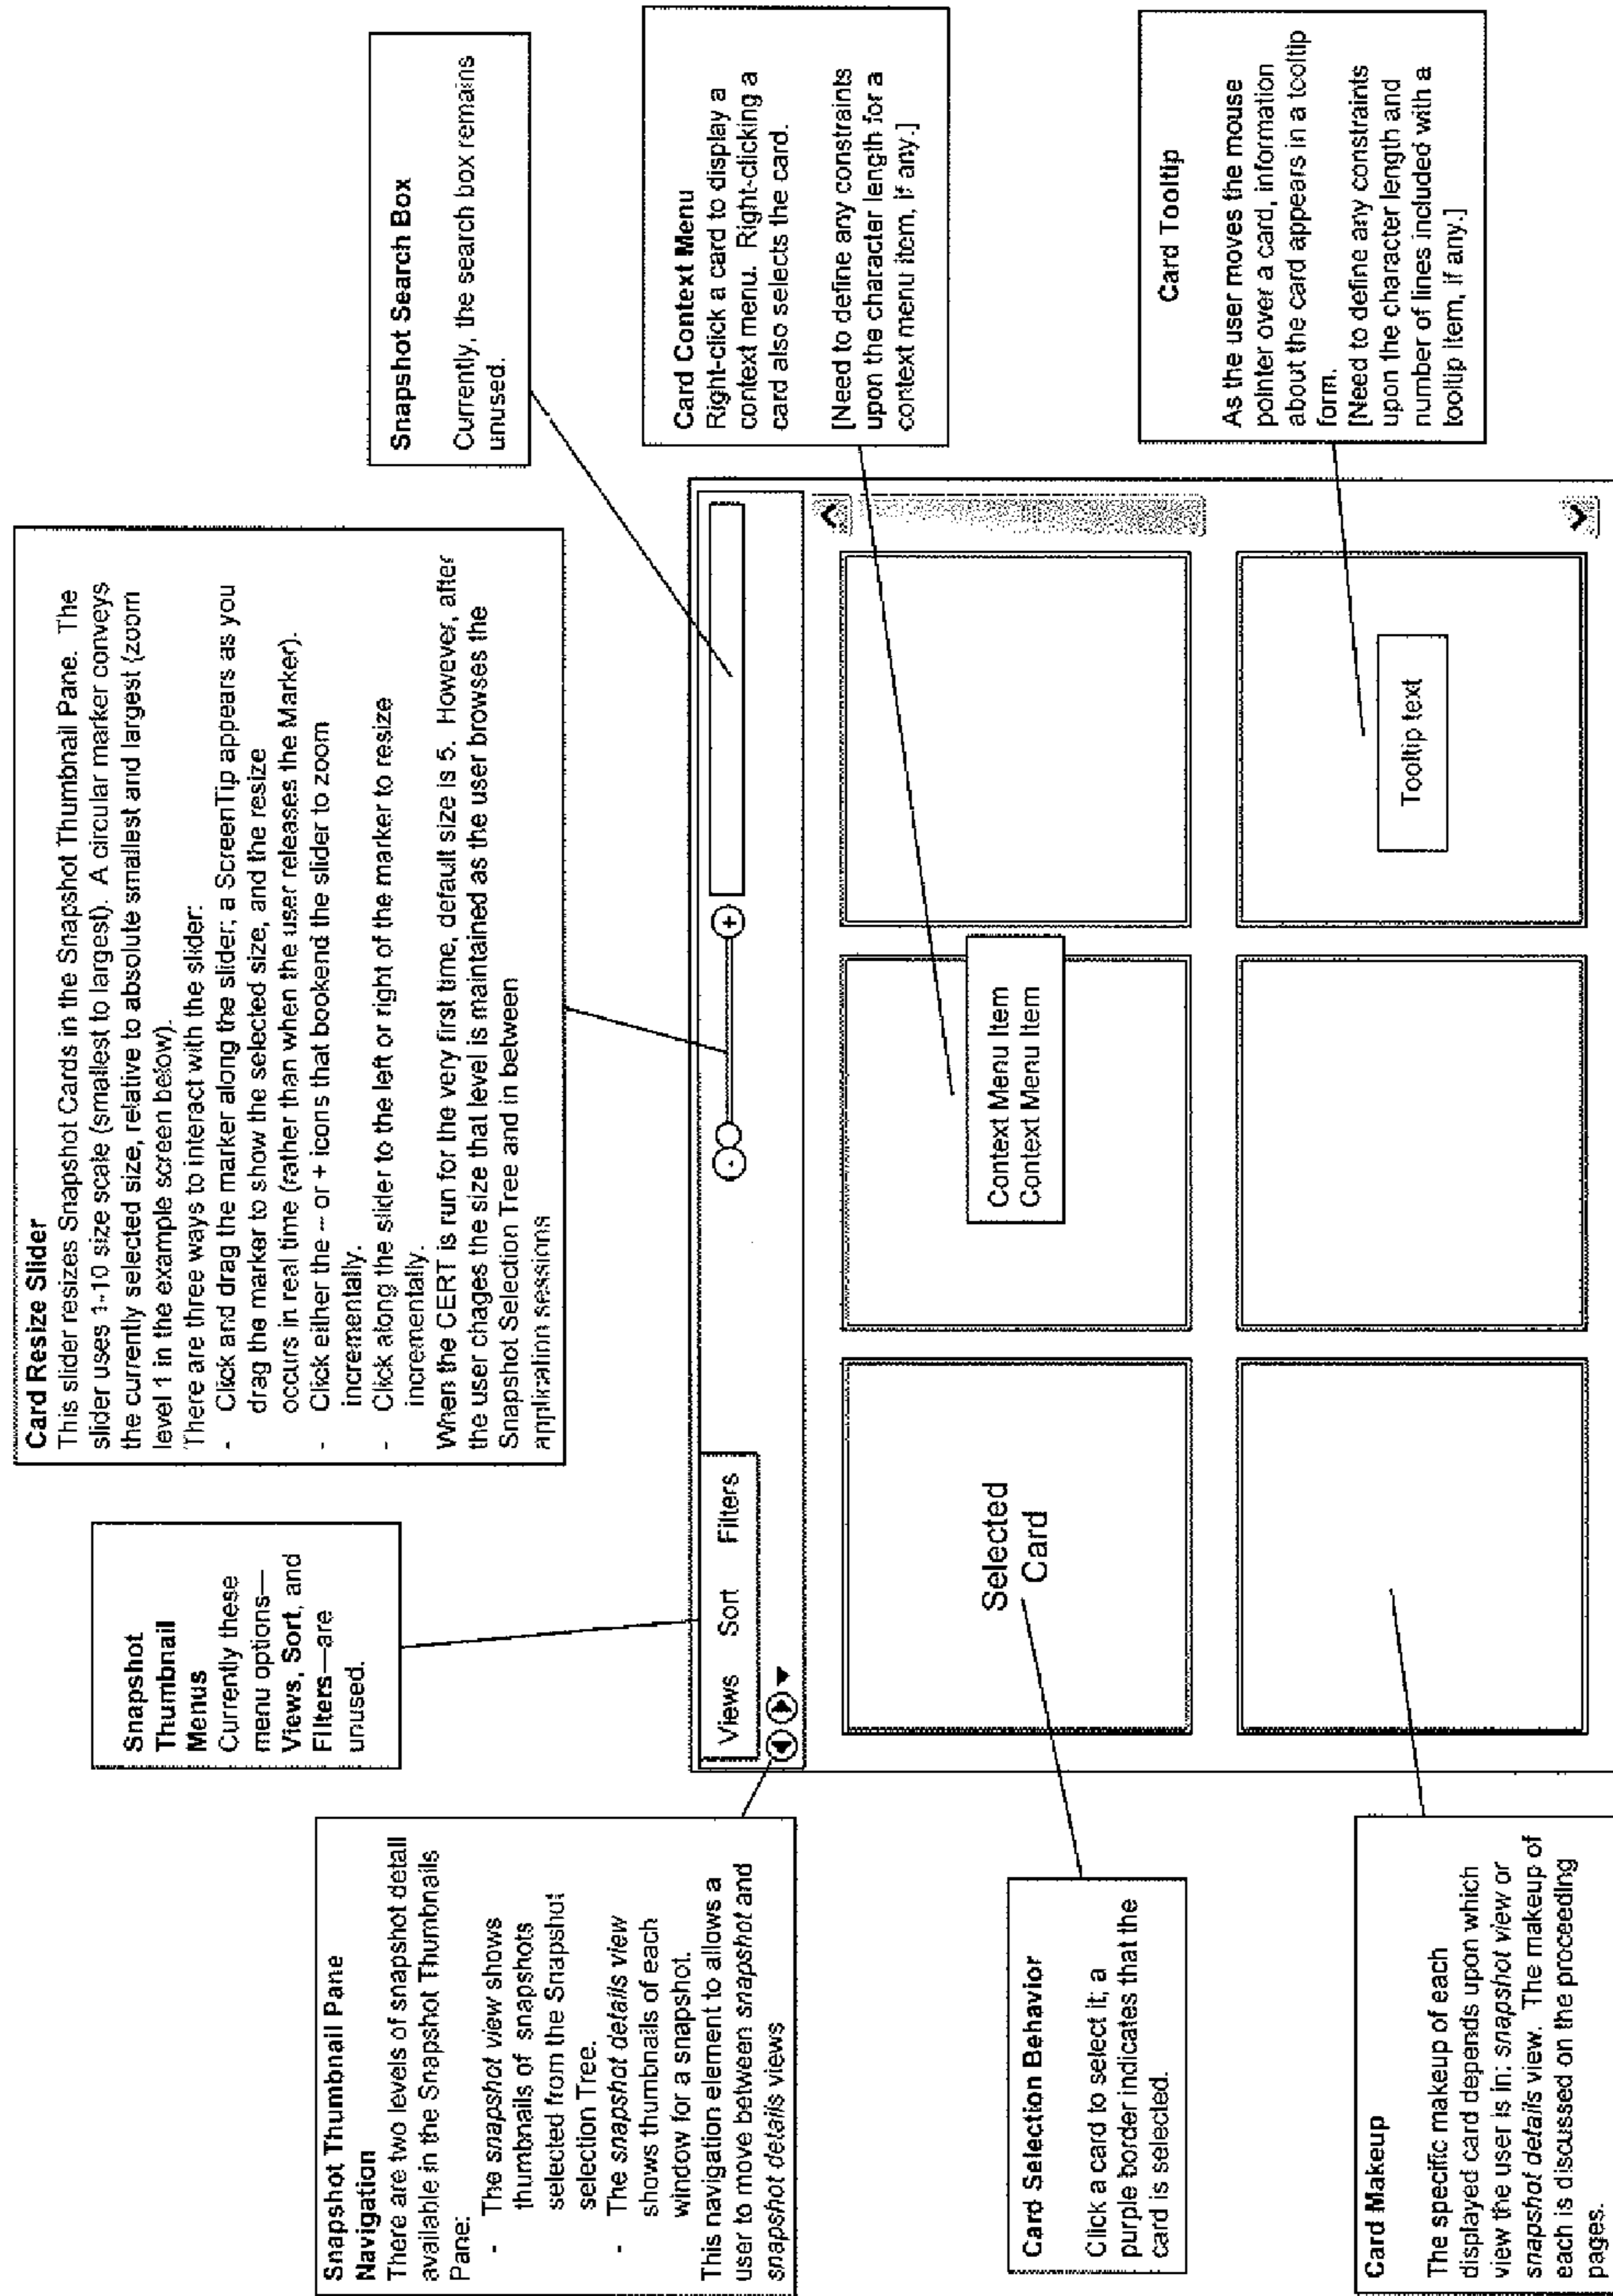 Card Resize Slider
This slider resizes Snapshot Cards in the Snapshot Thumbnail Pane. The
slider uses 1-10 size scale (smallest to largest). A circular marker conveys
the currently selected size, relative to absolute smallest and largest (zoom
level 1 in the example screen below).
There are three ways to interact with the slider:
- Click and drag the marker along the slider; a ScreenTip appears as you
drag the marker to show the selected size, and the resize
occurs in real time (rather than when the user releases the Marker).
- Click either the – or + icons that bookend the slider to zoom
incrementally.
- Click along the slider to the left or right of the marker to resize
incrementally.
When the CERT is run for the very first time, default size is 5. However, after
the user chages the size that level is maintained as the user browses the
Snapshot Selection Tree and in between
application sessions
Snapshot
Thumbnail
Menus
Currently these
menu options—
Views, Sort, and
Filters—are
unused.
Snapshot Search Box
Currently, the search box remains
unused.
Snapshot Thumbnail Pane
Navigation
There are two levels of snapshot detail
available in the Snapshot Thumbnails
Pane:
- The snapshot view shows
thumbnails of snapshots
selected from the Snapshot
selection Tree.
- The snapshot details view
shows thumbnails of each
window for a snapshot.
This navigation element to allows a
user to move between snapshot and
snapshot details views
Views Sort Filters
- +
Card Context Menu
Right-click a card to display a
context menu. Right-clicking a
card also selects the card.
[Need to define any constraints
upon the character length for a
context menu item, if any.]
Selected
Card
Context Menu Item
Context Menu Item
Card Selection Behavior
Click a card to select it; a
purple border indicates that the
card is selected.
Card Tooltip
As the user moves the mouse
pointer over a card, information
about the card appears in a tooltip
form.
[Need to define any constraints
upon the character length and
number of lines included with a
tooltip item, if any.]
Tooltip text
Card Makeup
The specific makeup of each
displayed card depends upon which
view the user is in: snapshot view or
snapshot details view. The makeup of
each is discussed on the proceeding
pages.